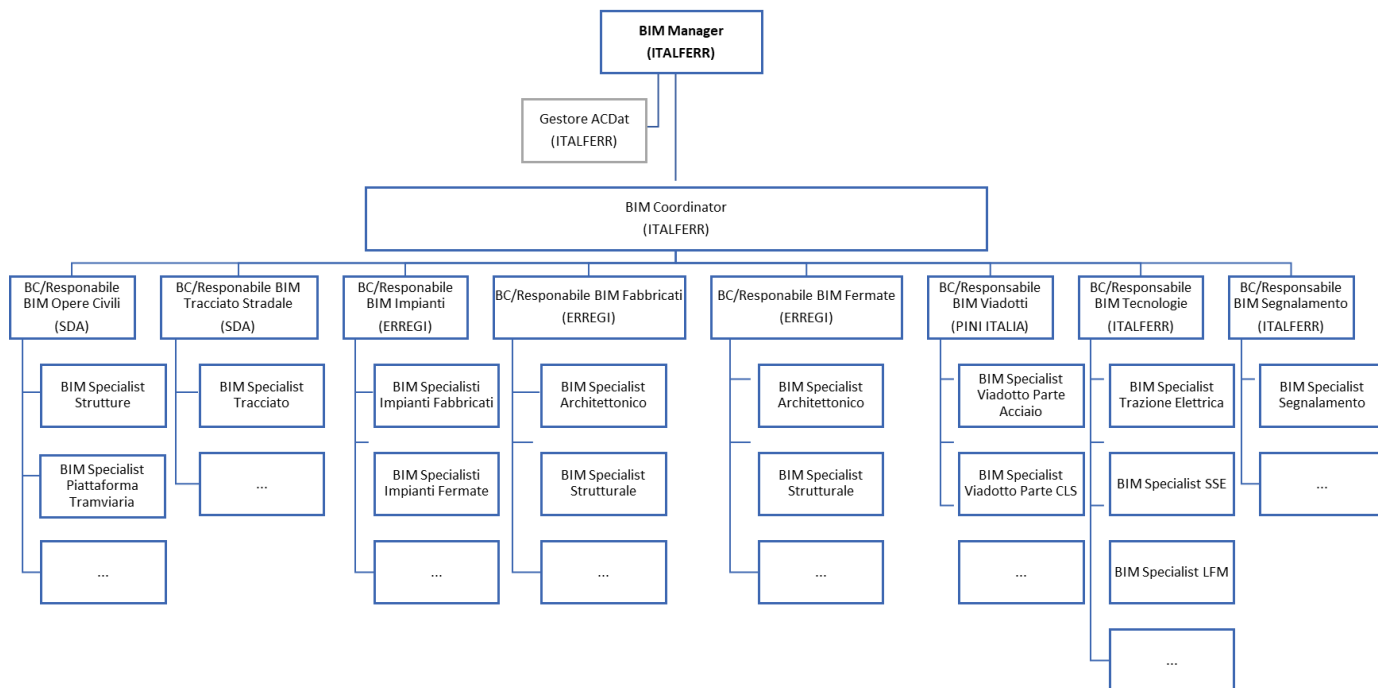 BIM Manager
(ITALFERR)
Gestore ACDat
(ITALFERR)
BIM Coordinator
(ITALFERR)
BC/Responabile
BIM Opere Civili
(SDA)
BC/Responabile BIM
Tracciato Stradale
(SDA)
BC/Responabile
BIM Impianti
(ERREGI)
BC/Responabile BIM Fabbricati
(ERREGI)
BC/Responabile BIM Fermate
(ERREGI)
BC/Responsabile
BIM Viadotti
(PINI ITALIA)
BC/Responsabile
BIM Tecnologie
(ITALFERR)
BC/Responsabile
BIM Segnalamento
(ITALFERR)
BIM Specialist
Strutture
BIM Specialist
Tracciato
BIM Specialisti
Impianti Fabbricati
BIM Specialist
Architettonico
BIM Specialist
Architettonico
BIM Specialist
Viadotto Parte
Acciaio
BIM Specialist
Trazione Elettrica
BIM Specialist
Segnalamento
BIM Specialist
Piattaforma
Tramviaria
...
BIM Specialisti
Impianti Fermate
BIM Specialist
Strutturale
BIM Specialist
Strutturale
BIM Specialist
Viadotto Parte CLS
BIM Specialist SSE
...
...
...
...
...
...
BIM Specialist LFM
...